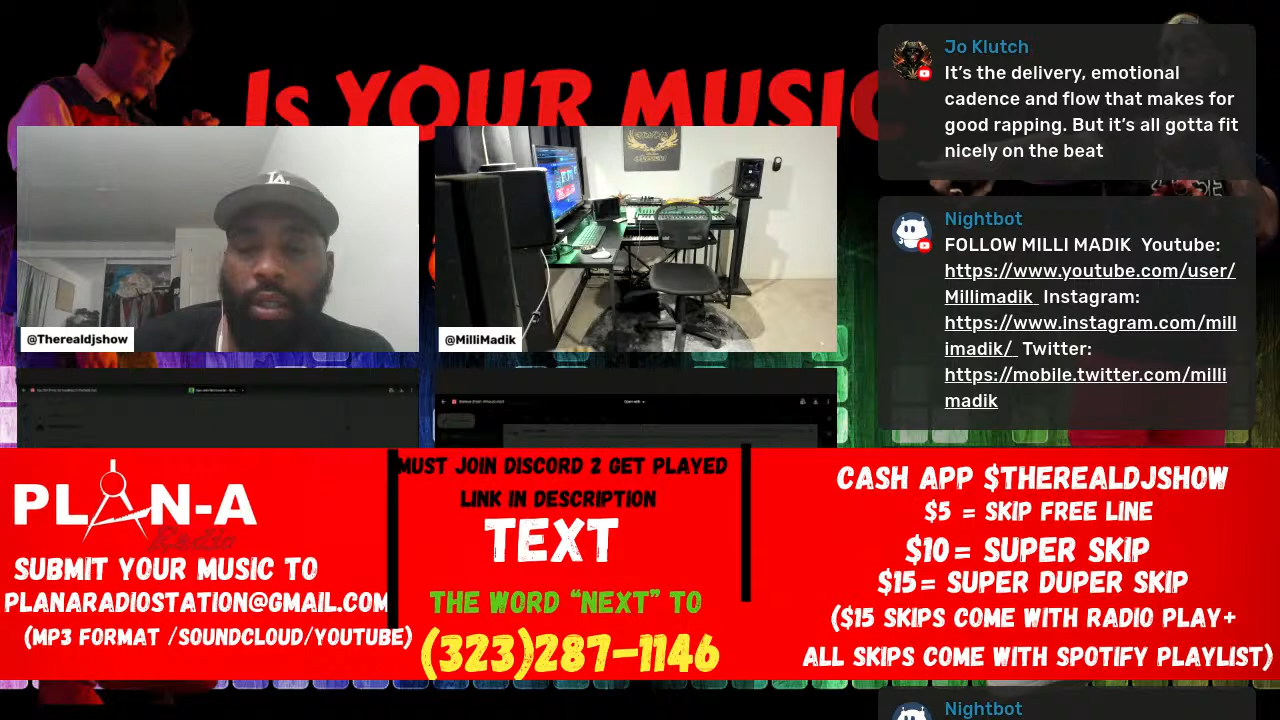 Is YOUR MUSIC
LA
@Therealdjshow
@MilliMadik
Jo Klutch
It's the delivery, emotional
cadence and flow that makes for
good rapping. But it's all gotta fit
nicely on the beat
Nightbot
FOLLOW MILLI MADIK Youtube:
https://www.youtube.com/user/
Millimadik Instagram:
https://www.instagram.com/mill
imadik/ Twitter:
https://mobile.twitter.com/milli
madik
PLAN-A
Radio
SUBMIT YOUR MUSIC TO
PLANARADIOSTATION@GMAIL.COM
(MP3 FORMAT /SOUNDCLOUD/YOUTUBE)
MUST JOIN DISCORD 2 GET PLAYED
LINK IN DESCRIPTION
TEXT
THE WORD "NEXT" TO
(323)287-1146
CASH APP $THEREALDJSHOW
$5 = SKIP FREE LINE
$10= SUPER SKIP
$15= SUPER DUPER SKIP
($15 SKIPS COME WITH RADIO PLAY+
ALL SKIPS COME WITH SPOTIFY PLAYLIST)
Nightbot